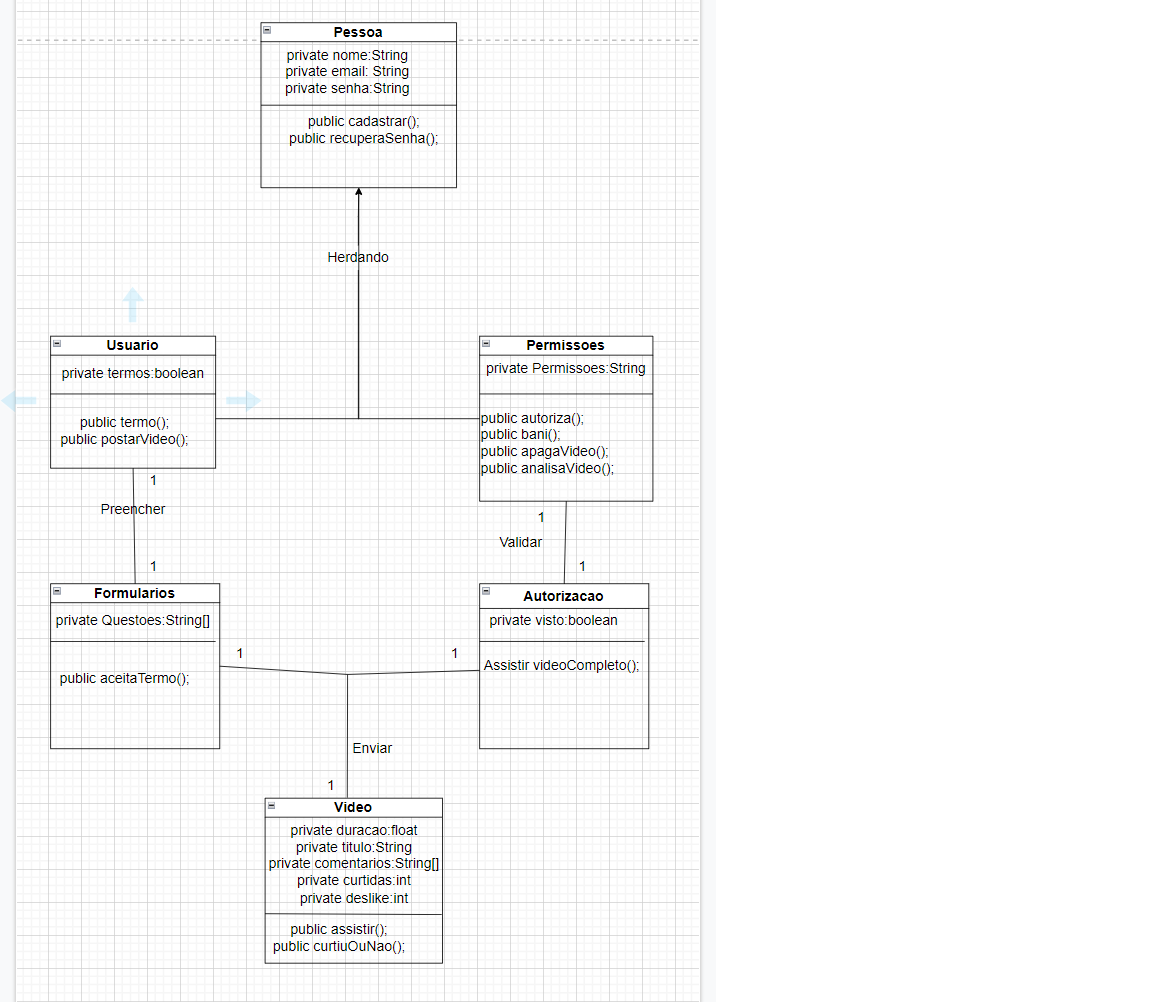 Pessoa
private nome:String
private email: String
private senha:String
public cadastrar();
public recuperaSenha();
Herdando
Usuario
private termos:boolean
public termo();
public postarVideo();
Permissoes
private Permissoes:String
public autoriza();
public bani();
public apagaVideo();
public analisaVideo();
1
Preencher
1
1
Validar
1
Formularios
private Questoes:String[]
public aceitaTermo();
Autorizacao
private visto:boolean
Assistir videoCompleto();
1
1
Enviar
1
Video
private duracao:float
private titulo:String
private comentarios:String[]
private curtidas:int
private deslike:int
public assistir();
public curtiuOuNao();